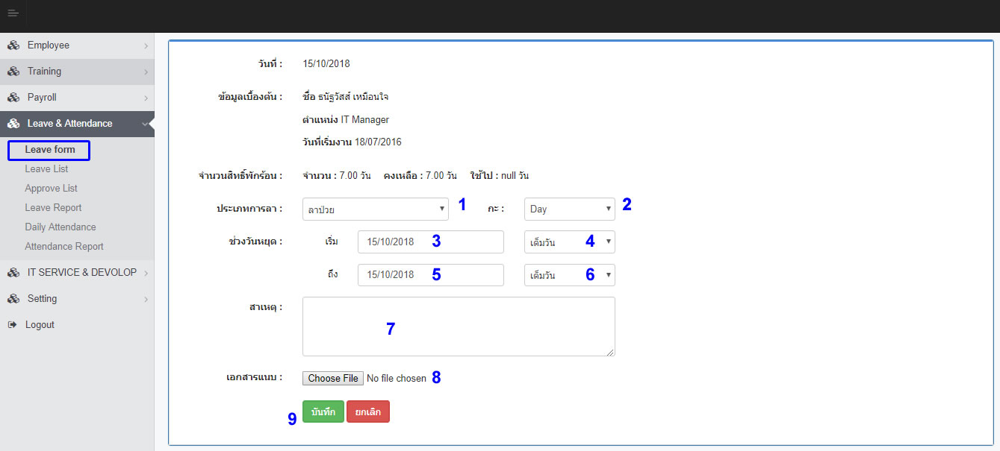 Employee
Training
Payroll
Leave & Attendance
Leave form
Leave List
Approve List
Leave Report
Daily Attendance
Attendance Report
IT SERVICE & DEVOLOP
Setting
Logout
วันที่ : 15/10/2018
ข้อมูลเบื้องต้น : ชื่อ ธนัฐวัสส์ เหมือนใจ
ตำแหน่ง IT Manager
วันที่เริ่มงาน 18/07/2016
จำนวนสิทธิ์พักร้อน : จำนวน : 7.00 วัน คงเหลือ : 7.00 วัน ใช้ไป : null วัน
ประเภทการลา : ลาป่วย 1 กะ : Day 2
ช่วงวันหยุด : เริ่ม 15/10/2018 3 เต็มวัน 4
ถึง 15/10/2018 5 เต็มวัน 6
สาเหตุ :
7
เอกสารแนบ : Choose File No file chosen 8
9 บันทึก ยกเลิก